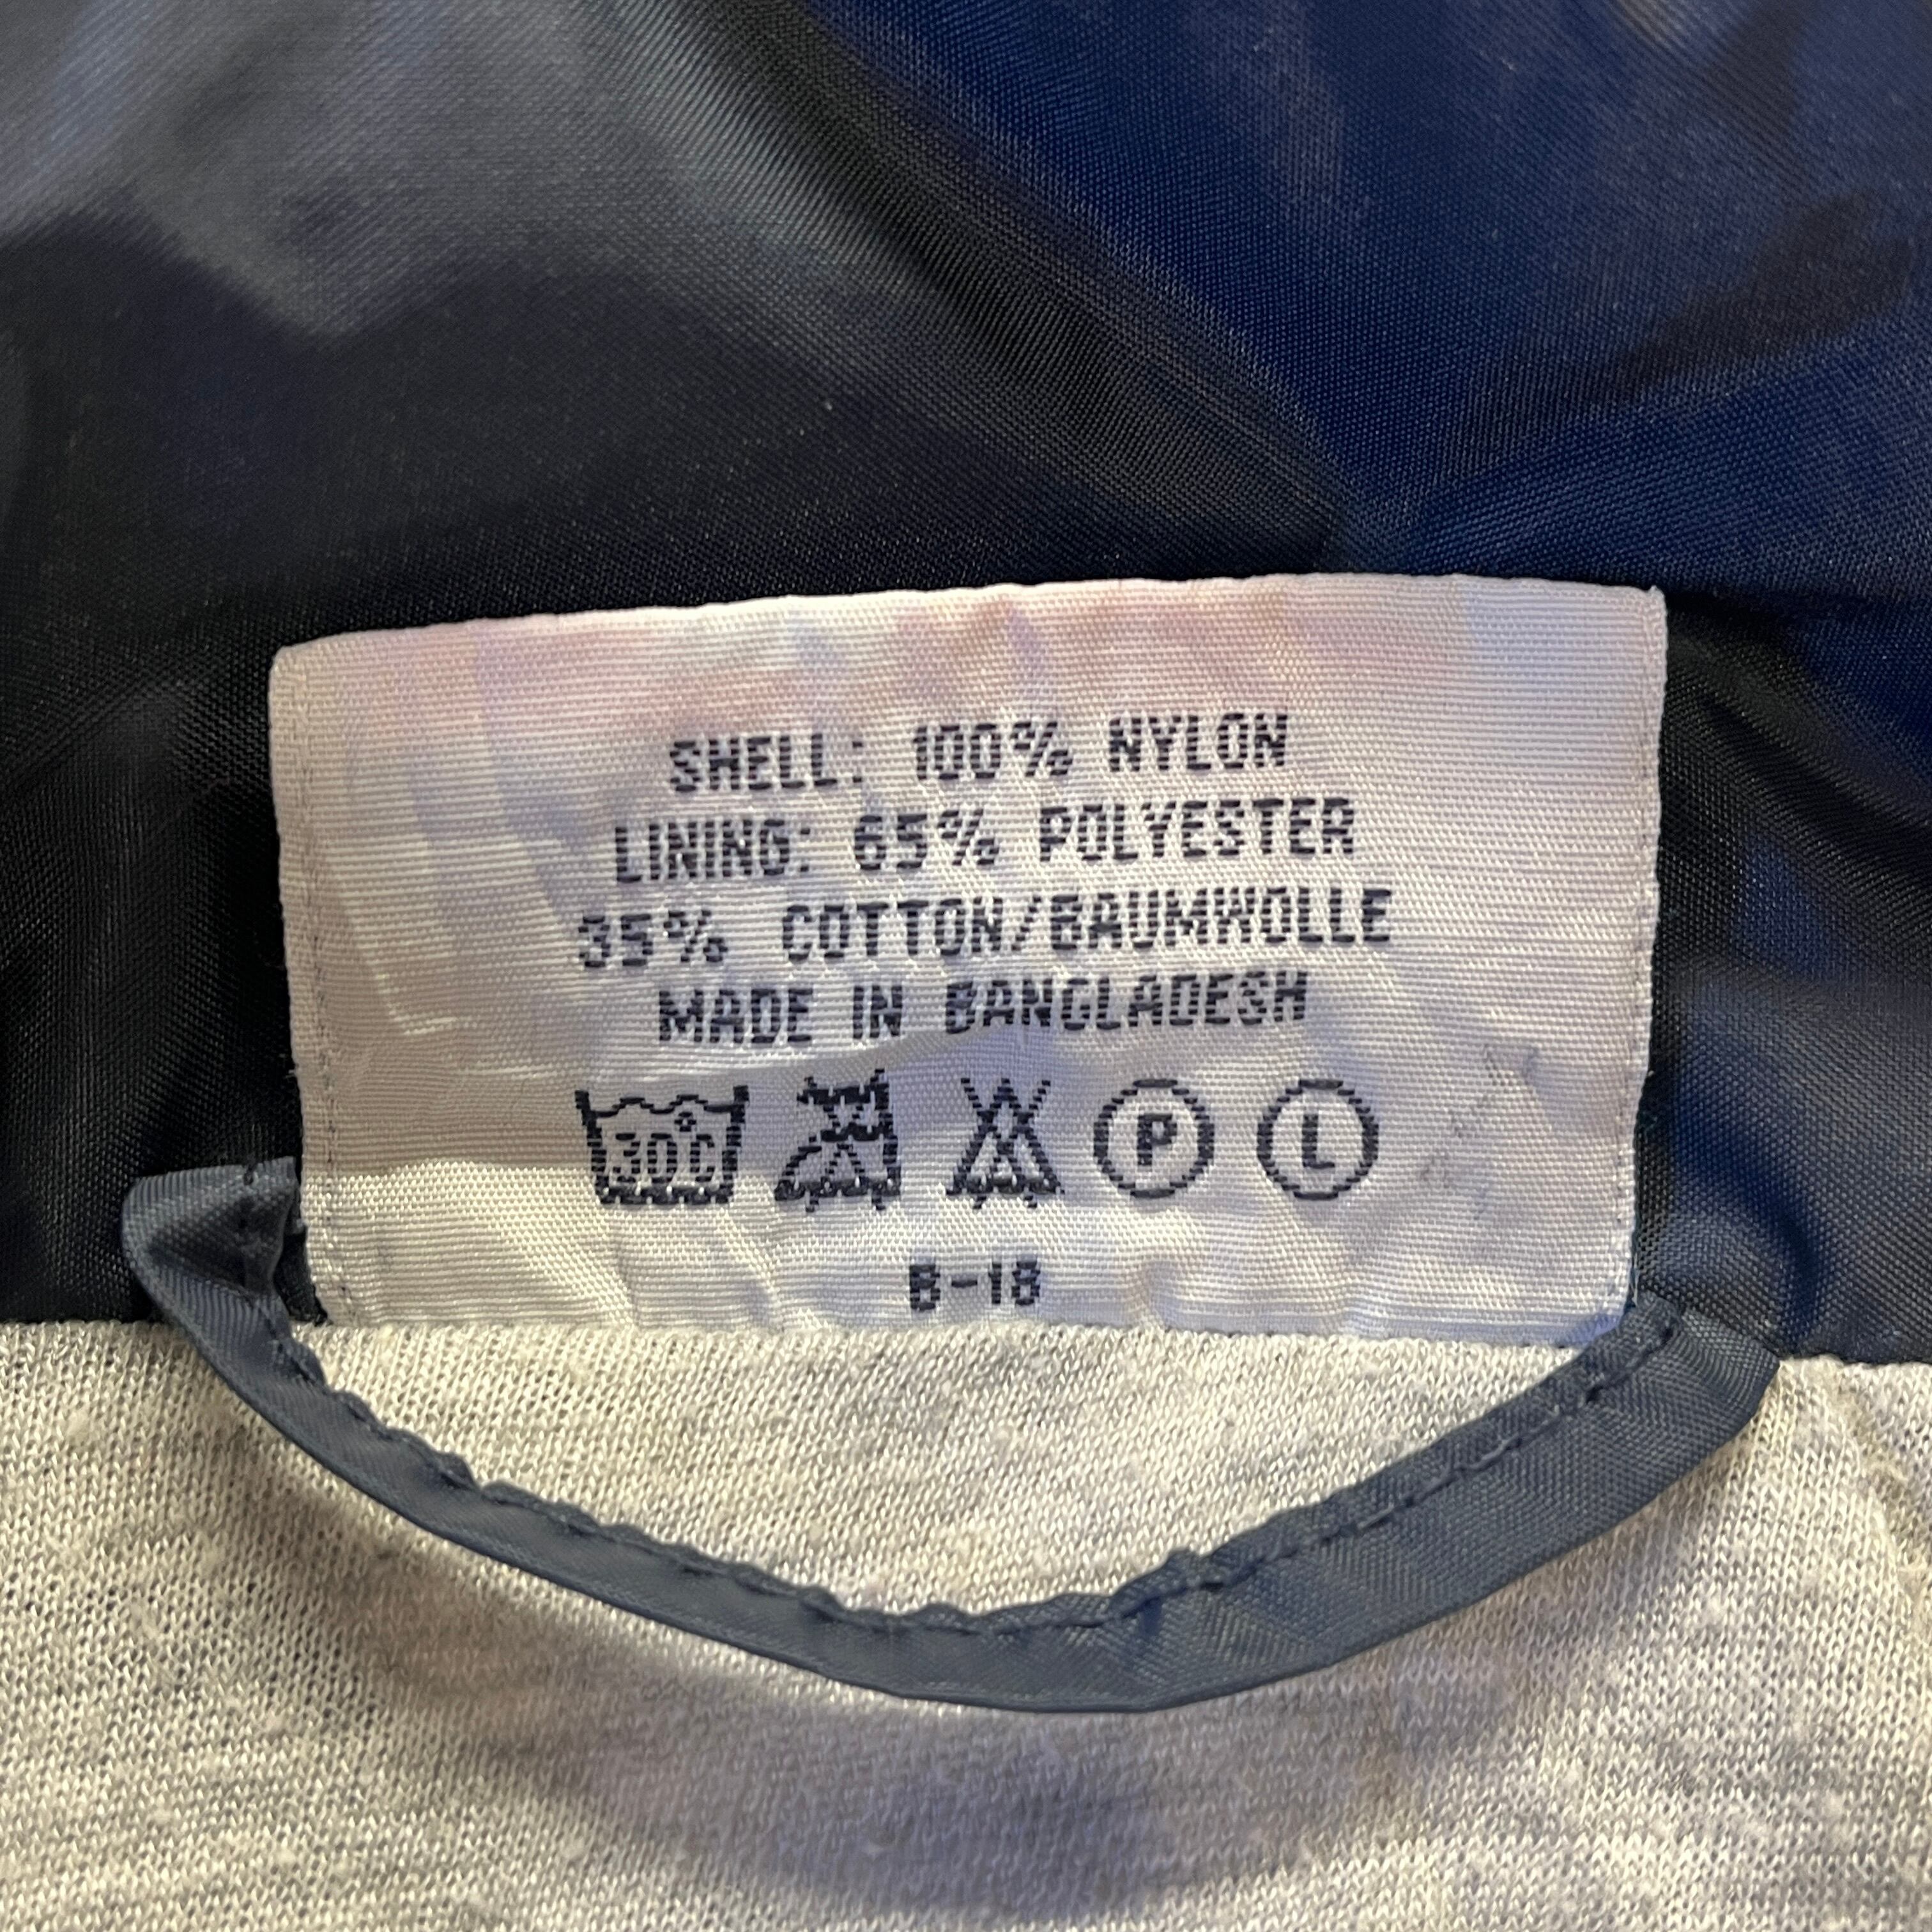 SHELL: 100% NYLON
LINING: 65% POLYESTER
35% COTTON/BAUMWOLLE
MADE IN BANGLADESH
30°C P L
B-18